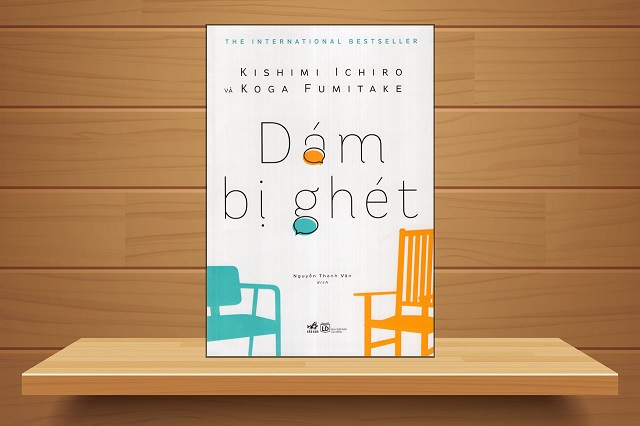 THE INTERNATIONAL BESTSELLER
KISHIMI ICHIRO
VÀ KOGA FUMITAKE
Dám
bị ghét
Nguyễn Thanh Vân
dịch